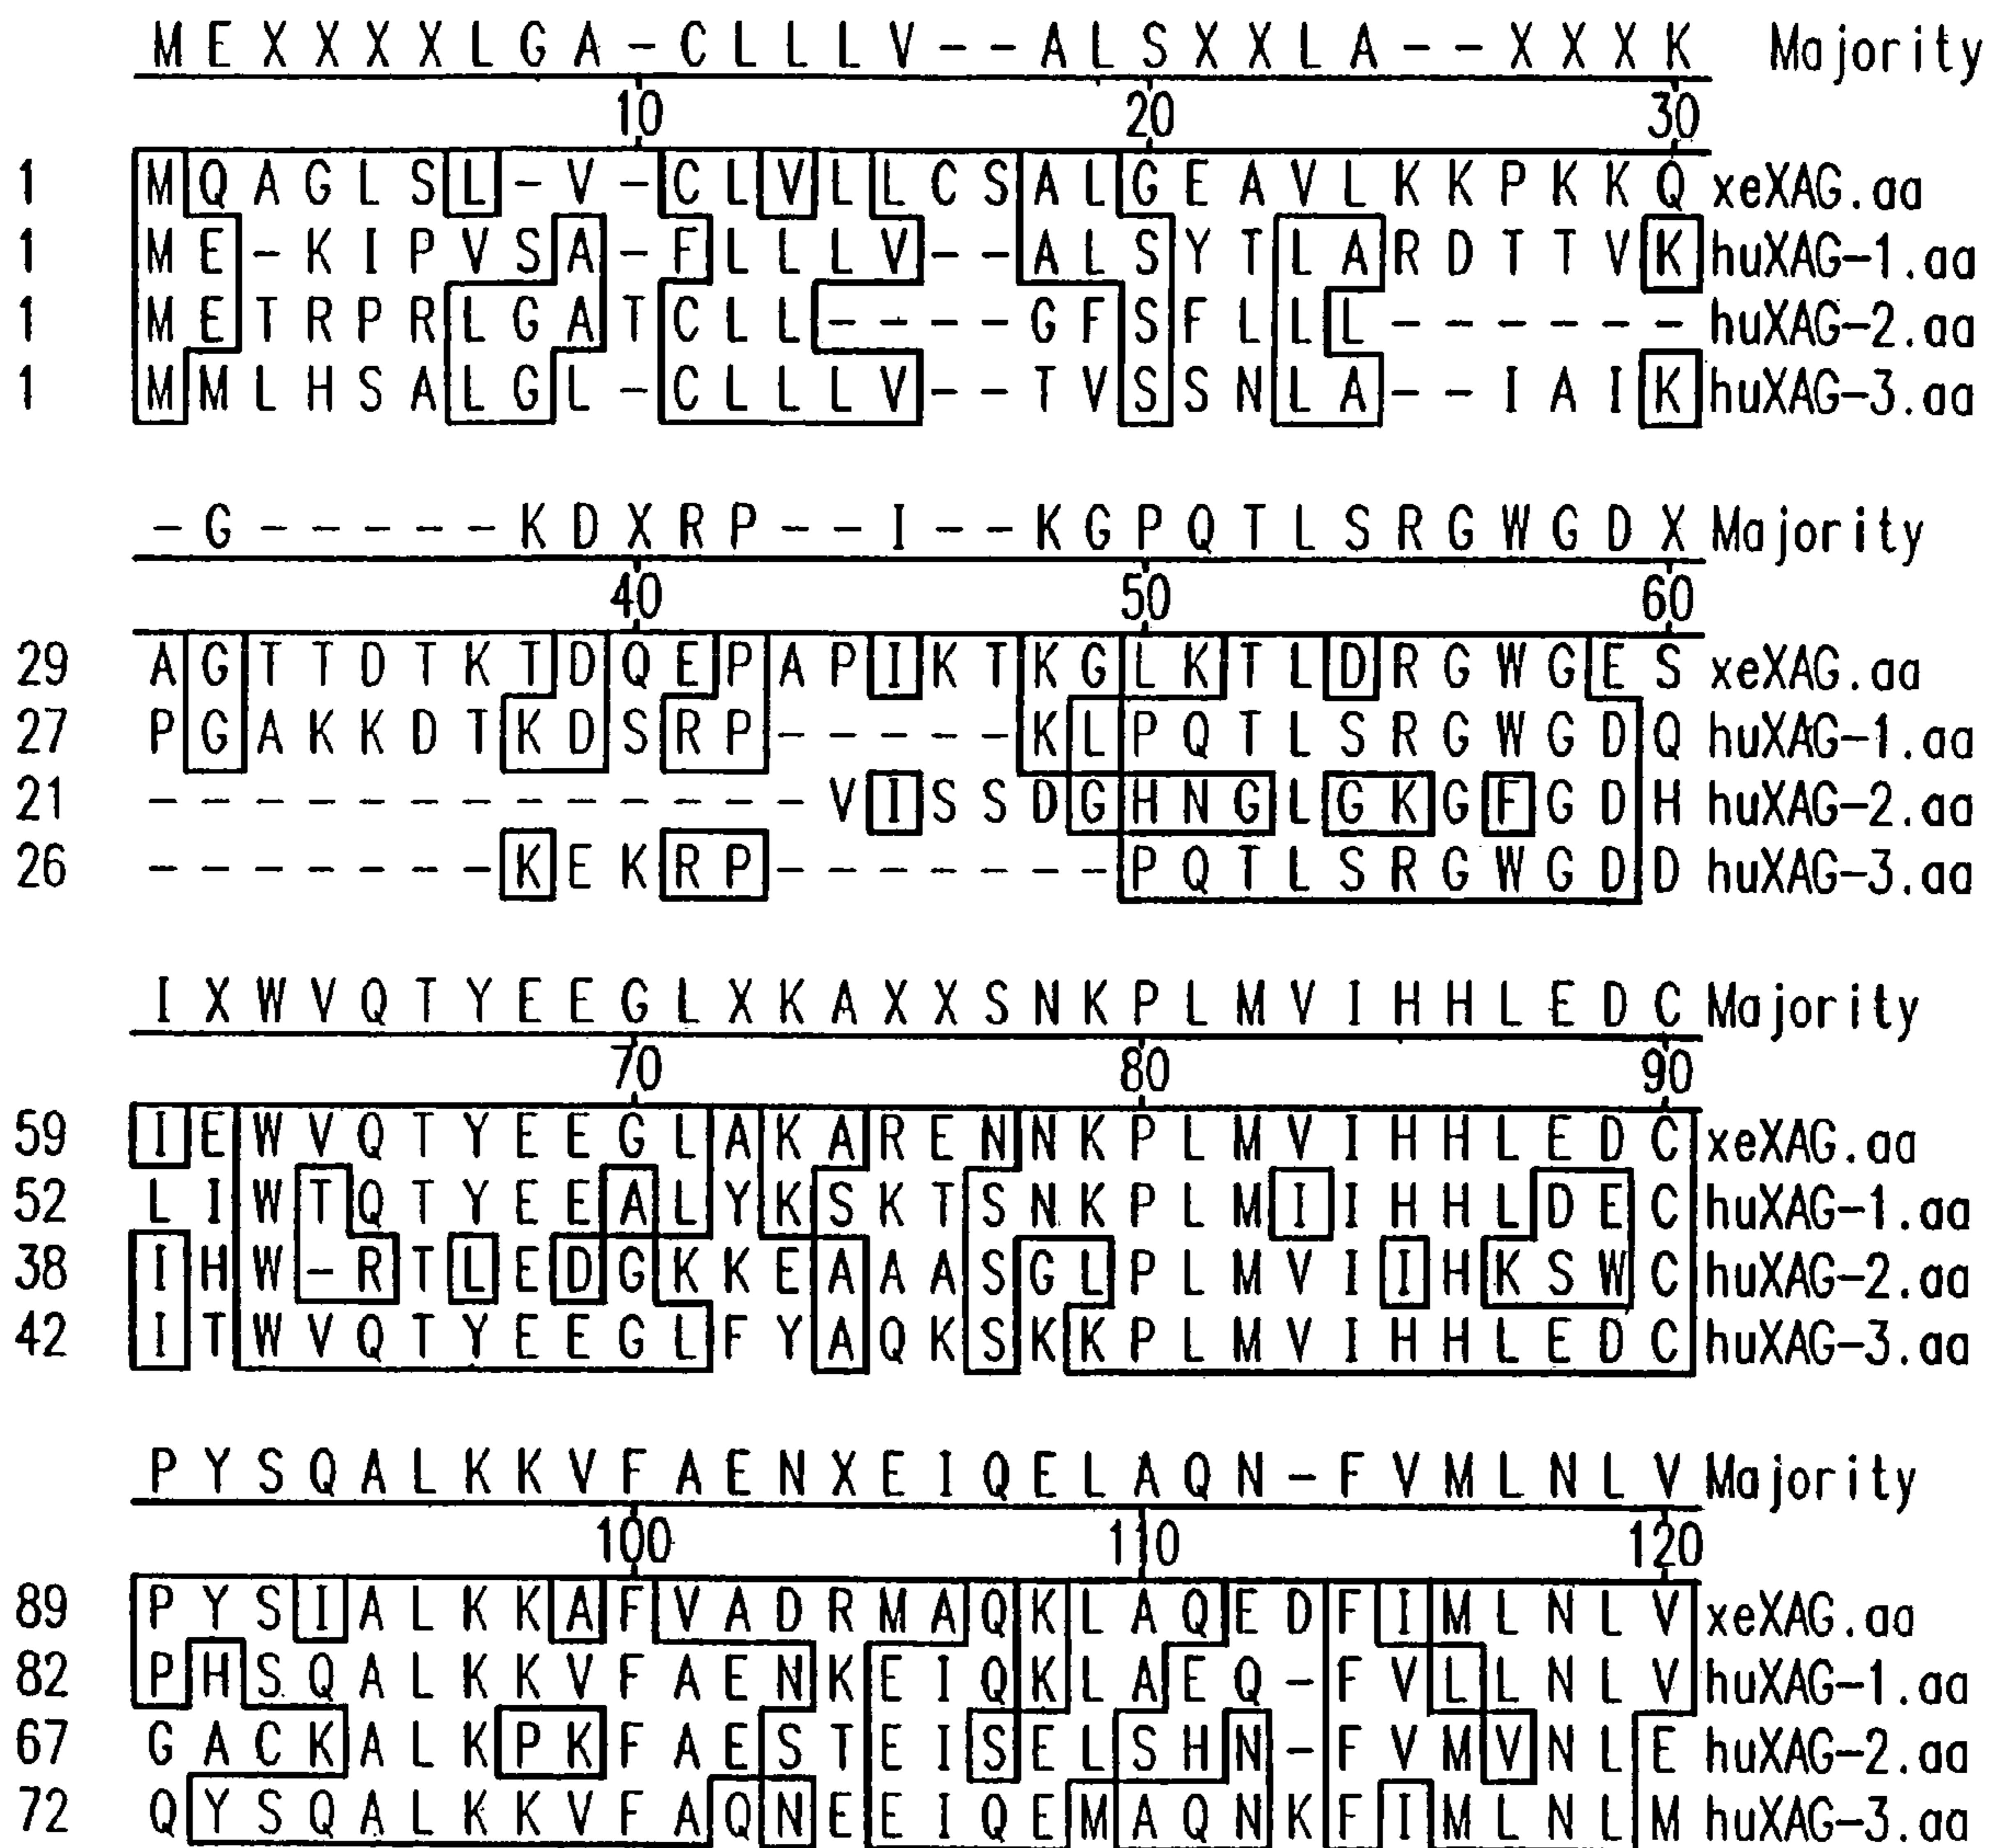 M E X X X X L G A - C L L L V - - A L S X X L A - - X X X K Majority
10 20 30
1 M Q A G L S L - V - C L V L L C S A L G E A V L K K P K K Q xeXAG.aa
1 M E - K I P V S A - F L L L V - - A L S Y T L A R D T T V K huXAG-1.aa
1 M E T R P R L G A T C L L - - - - G F S F L L L - - - - - - huXAG-2.aa
1 M M L H S A L G L - C L L L V - - T V S S N L A - - I A I K huXAG-3.aa
- G - - - - - K D X R P - - I - - K G P Q T L S R G W G D X Majority
40 50 60
29 A G T T D T K T D Q E P A P I K T K G L K T L D R G W G E S xeXAG.aa
27 P G A K K D T K D S R P - - - - - K L P Q T L S R G W G D Q huXAG-1.aa
21 - - - - - - - - - - - - - V I S S D G H N G L G K G F G D H huXAG-2.aa
26 - - - - - - - K E K R P - - - - - - - P Q T L S R G W G D D huXAG-3.aa
I X W V Q T Y E E G L X K A X X S N K P L M V I H H L E D C Majority
70 80 90
59 I E W V Q T Y E E G L A K A R E N N K P L M V I H H L E D C xeXAG.aa
52 L I W T Q T Y E E A L Y K S K T S N K P L M I I H H L D E C huXAG-1.aa
38 I H W - R T L E D G K K E A A A S G L P L M V I I H K S W C huXAG-2.aa
42 I T W V Q T Y E E G L F Y A Q K S K K P L M V I H H L E D C huXAG-3.aa
P Y S Q A L K K V F A E N X E I Q E L A Q N - F V M L N L V Majority
100 110 120
89 P Y S I A L K K A F V A D R M A Q K L A Q E D F I M L N L V xeXAG.aa
82 P H S Q A L K K V F A E N K E I Q K L A E Q - F V L L N L V huXAG-1.aa
67 G A C K A L K P K F A E S T E I S E L S H N - F V M V N L E huXAG-2.aa
72 Q Y S Q A L K K V F A Q N E E I Q E M A Q N K F I M L N L M huXAG-3.aa